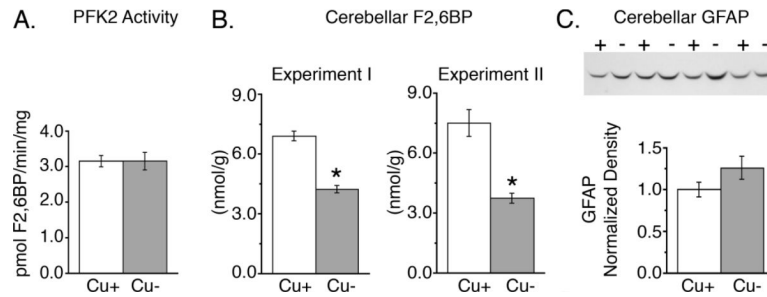 A. PFK2 Activity
pmol F2,6BP/min/mg
4.0
3.0
2.0
1.0
0.0
Cu+ Cu-
B. Cerebellar F2,6BP
Experiment I
(nmol/g)
9.0
6.0
3.0
0.0
*
Cu+ Cu-
Experiment II
(nmol/g)
9.0
6.0
3.0
0.0
*
Cu+ Cu-
C. Cerebellar GFAP
+ - + - + - + -
GFAP
Normalized Density
1.5
1.0
0.5
0.0
Cu+ Cu-